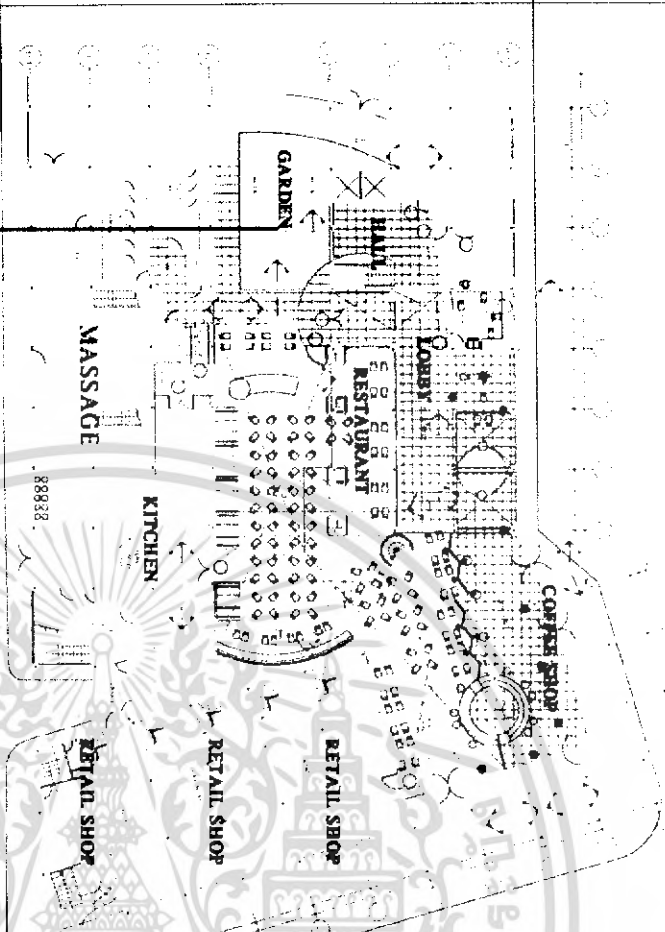 GARDEN
HALL
LOBBY
RESTAURANT
MASSAGE
KITCHEN
COFFEE SHOP
RETAIL SHOP
RETAIL SHOP
RETAIL SHOP